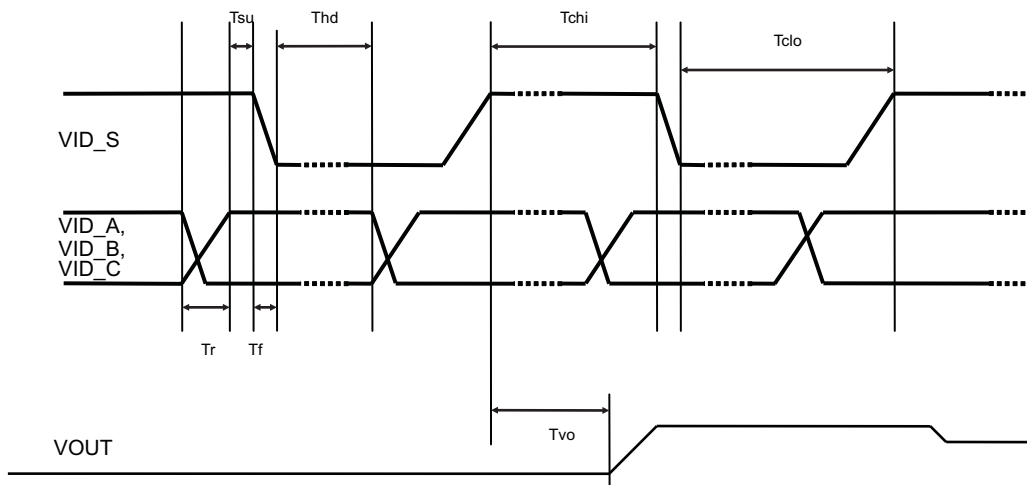 Tsu
Thd
Tchi
Tclo
VID_S
VID_A,
VID_B,
VID_C
Tr
Tf
Tvo
VOUT